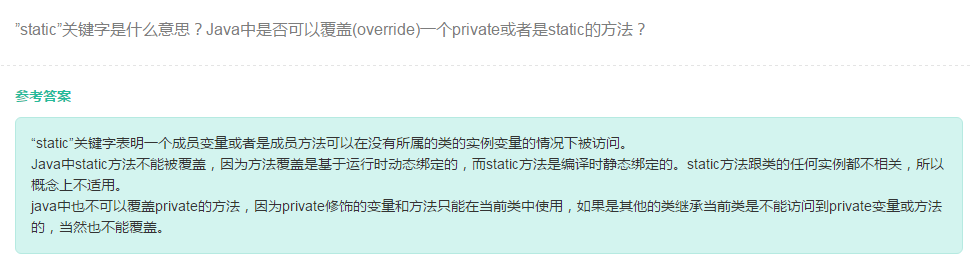 ”static”关键字是什么意思？Java中是否可以覆盖(override)一个private或者是static的方法？
参考答案
“static”关键字表明一个成员变量或者是成员方法可以在没有所属的类的实例变量的情况下被访问。
Java中static方法不能被覆盖，因为方法覆盖是基于运行时动态绑定的，而static方法是编译时静态绑定的。static方法跟类的任何实例都不相关，所以
概念上不适用。
java中也不可以覆盖private的方法，因为private修饰的变量和方法只能在当前类中使用，如果是其他的类继承当前类是不能访问到private变量或方法
的，当然也不能覆盖。